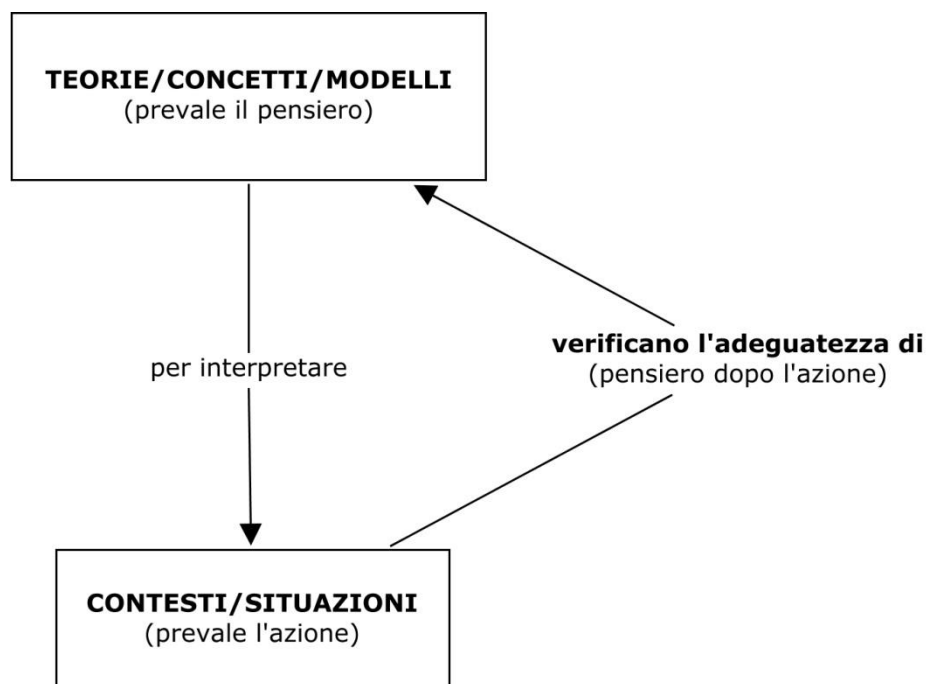 TEORIE/CONCETTI/MODELLI
(prevale il pensiero)
per interpretare
verificano l'adeguatezza di
(pensiero dopo l'azione)
CONTESTI/SITUAZIONI
(prevale l'azione)